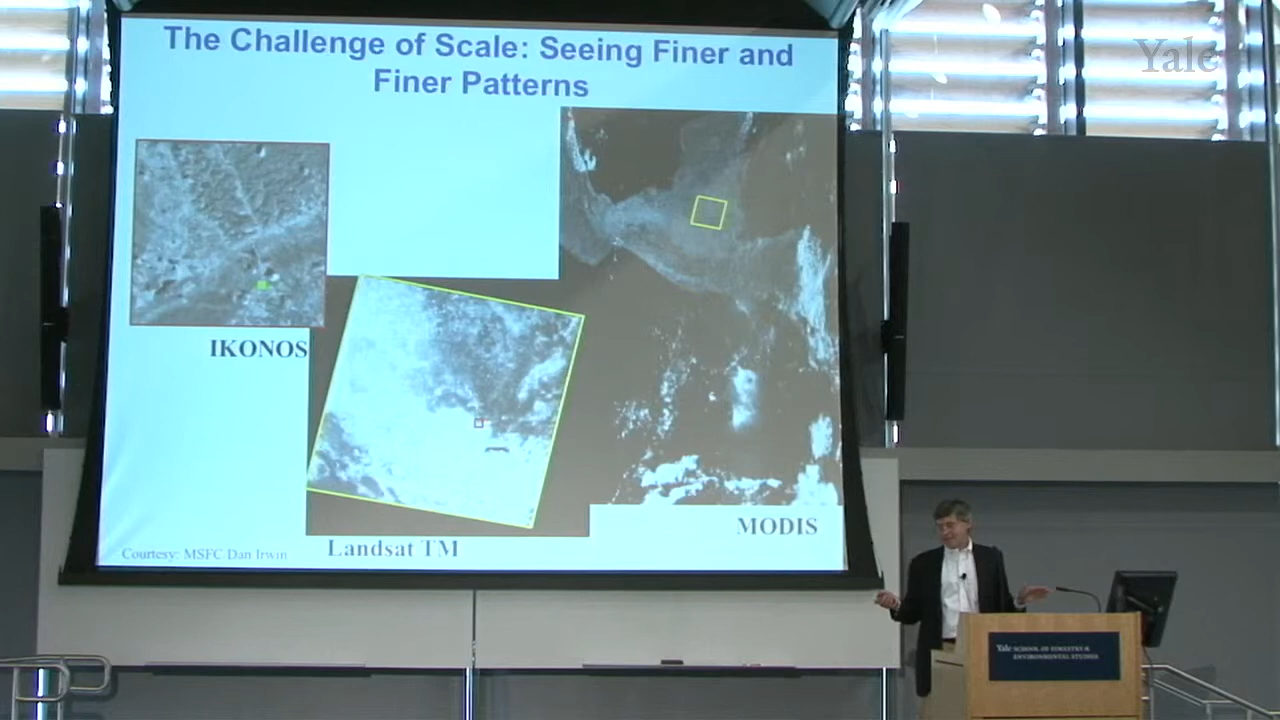 The Challenge of Scale: Seeing Finer and
Finer Patterns
Yale
IKONOS
MODIS
Landsat TM
Courtesy: MSFC Dan Irwin
Yale SCHOOL OF FORESTRY &
ENVIRONMENTAL STUDIES